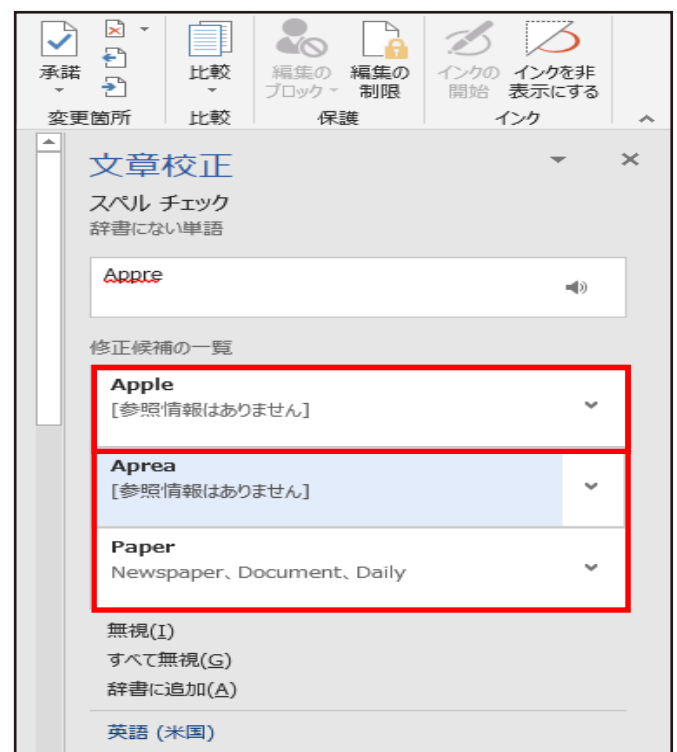 承諾
比較
編集の
ブロック
編集の
制限
インクの
開始
インクを非
表示にする
変更箇所
比較
保護
インク
文章校正
スペル チェック
辞書にない単語
Appre
修正候補の一覧
Apple
[参照情報はありません]
Aprea
[参照情報はありません]
Paper
Newspaper、Document、Daily
無視(I)
すべて無視(G)
辞書に追加(A)
英語 (米国)